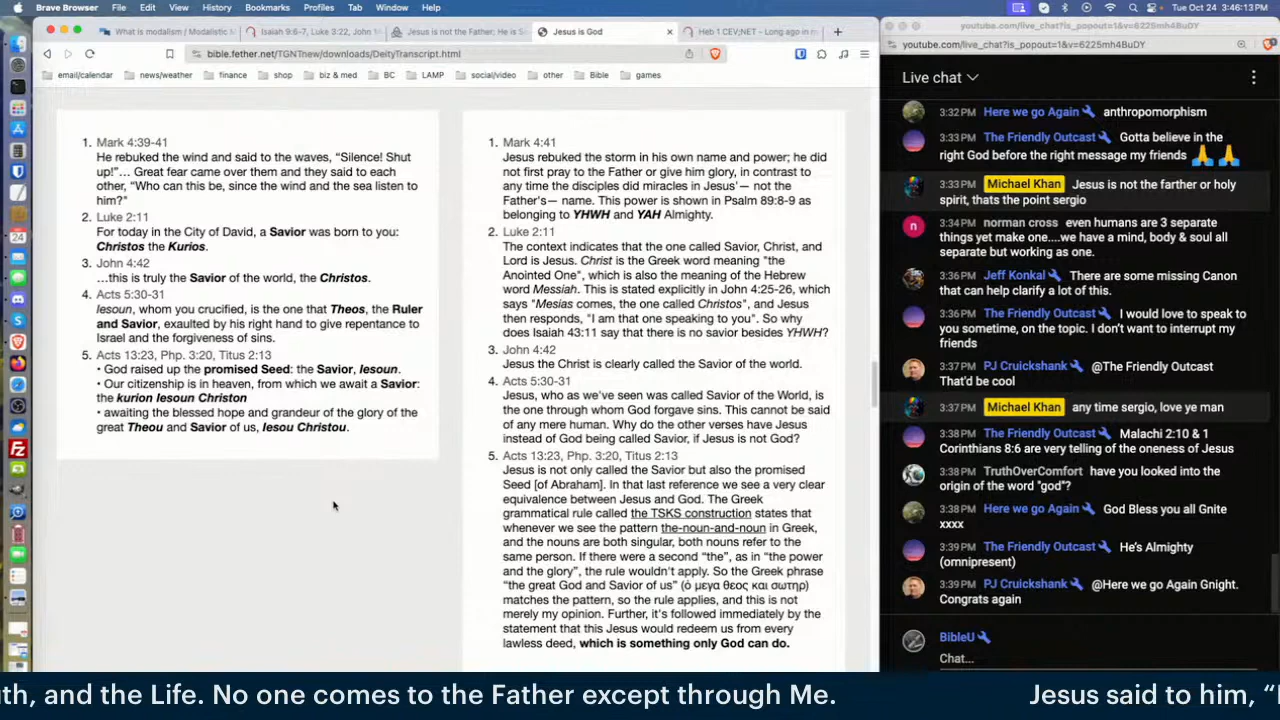 Brave Browser File Edit View History Bookmarks Profiles Tab Window Help
Tue Oct 24 3:46:13 PM
What is modalism / Modalistic M
Isaiah 9:6-7, Luke 3:22, John 1
Jesus is not the Father; He is S
Jesus is God
Heb 1 CEV;NET – Long ago in m
bible.fether.net/TGNTnew/downloads/DeityTranscript.html
email/calendar news/weather finance shop biz & med BC LAMP social/video other Bible games
1. Mark 4:39-41
He rebuked the wind and said to the waves, “Silence! Shut
up!”… Great fear came over them and they said to each
other, “Who can this be, since the wind and the sea listen to
him?”
2. Luke 2:11
For today in the City of David, a Savior was born to you:
Christos the Kurios.
3. John 4:42
…this is truly the Savior of the world, the Christos.
4. Acts 5:30-31
Iesoun, whom you crucified, is the one that Theos, the Ruler
and Savior, exaulted by his right hand to give repentance to
Israel and the forgiveness of sins.
5. Acts 13:23, Php. 3:20, Titus 2:13
• God raised up the promised Seed: the Savior, Iesoun.
• Our citizenship is in heaven, from which we await a Savior:
the kurion Iesoun Christon
• awaiting the blessed hope and grandeur of the glory of the
great Theou and Savior of us, Iesou Christou.
1. Mark 4:41
Jesus rebuked the storm in his own name and power; he did
not first pray to the Father or give him glory, in contrast to
any time the disciples did miracles in Jesus’— not the
Father’s— name. This power is shown in Psalm 89:8-9 as
belonging to YHWH and YAH Almighty.
2. Luke 2:11
The context indicates that the one called Savior, Christ, and
Lord is Jesus. Christ is the Greek word meaning "the
Anointed One", which is also the meaning of the Hebrew
word Messiah. This is stated explicitly in John 4:25-26, which
says "Mesias comes, the one called Christos", and Jesus
then responds, "I am that one speaking to you". So why
does Isaiah 43:11 say that there is no savior besides YHWH?
3. John 4:42
Jesus the Christ is clearly called the Savior of the world.
4. Acts 5:30-31
Jesus, who as we’ve seen was called Savior of the World, is
the one through whom God forgave sins. This cannot be said
of any mere human. Why do the other verses have Jesus
instead of God being called Savior, if Jesus is not God?
5. Acts 13:23, Php. 3:20, Titus 2:13
Jesus is not only called the Savior but also the promised
Seed [of Abraham]. In that last reference we see a very clear
equivalence between Jesus and God. The Greek
grammatical rule called the TSKS construction states that
whenever we see the pattern the-noun-and-noun in Greek,
and the nouns are both singular, both nouns refer to the
same person. If there were a second “the”, as in “the power
and the glory”, the rule wouldn’t apply. So the Greek phrase
“the great God and Savior of us” (ὁ μεγα θεος και σωτηρ)
matches the pattern, so the rule applies, and this is not
merely my opinion. Further, it’s followed immediately by the
statement that this Jesus would redeem us from every
lawless deed, which is something only God can do.
youtube.com/live_chat?is_popout=1&v=6225mh4BuDY
youtube.com/live_chat?is_popout=1&v=6225mh4BuDY
Live chat
3:32 PM Here we go Again anthropomorphism
3:33 PM The Friendly Outcast Gotta believe in the
right God before the right message my friends 🙏 🙏
3:33 PM Michael Khan Jesus is not the farther or holy
spirit, thats the point sergio
n
3:34 PM norman cross even humans are 3 separate
things yet make one....we have a mind, body & soul all
separate but working as one.
3:36 PM Jeff Konkal There are some missing Canon
that can help clarify a lot of this.
3:36 PM The Friendly Outcast I would love to speak to
you sometime, on the topic. I don’t want to interrupt my
friends
3:37 PM PJ Cruickshank @The Friendly Outcast
That'd be cool
3:37 PM Michael Khan any time sergio, love ye man
3:38 PM The Friendly Outcast Malachi 2:10 & 1
Corinthians 8:6 are very telling of the oneness of Jesus
3:38 PM TruthOverComfort have you looked into the
origin of the word "god"?
3:38 PM Here we go Again God Bless you all Gnite
xxxx
3:39 PM The Friendly Outcast He’s Almighty
(omnipresent)
3:39 PM PJ Cruickshank @Here we go Again Gnight.
Congrats again
BibleU
Chat...
uth, and the Life. No one comes to the Father except through Me. Jesus said to him, “